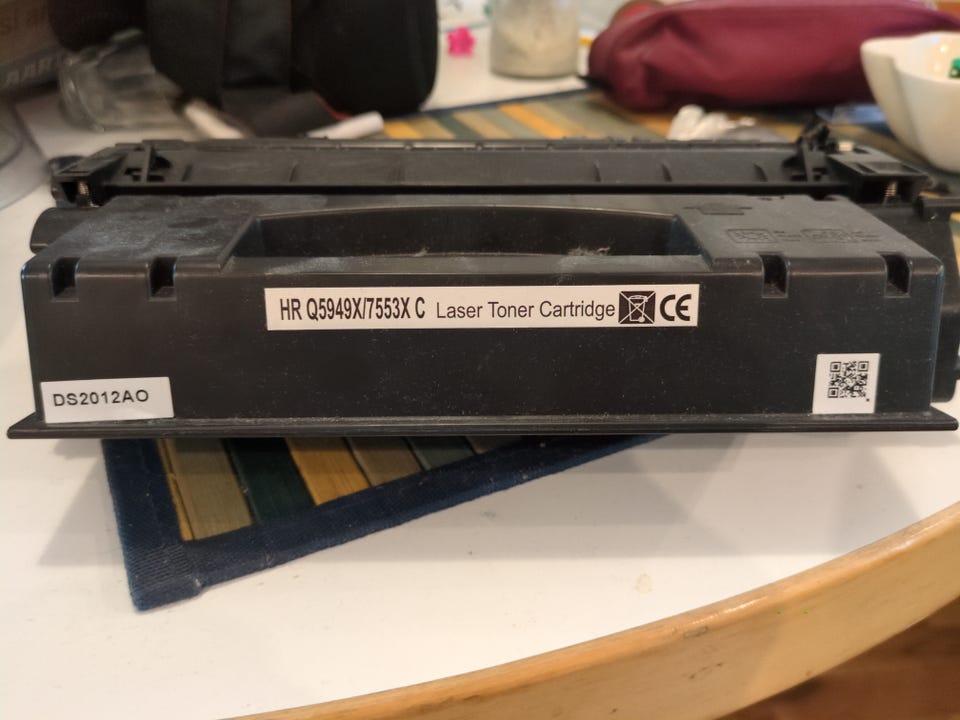 HR Q5949X/7553X C Laser Toner Cartridge CE
DS2012AO